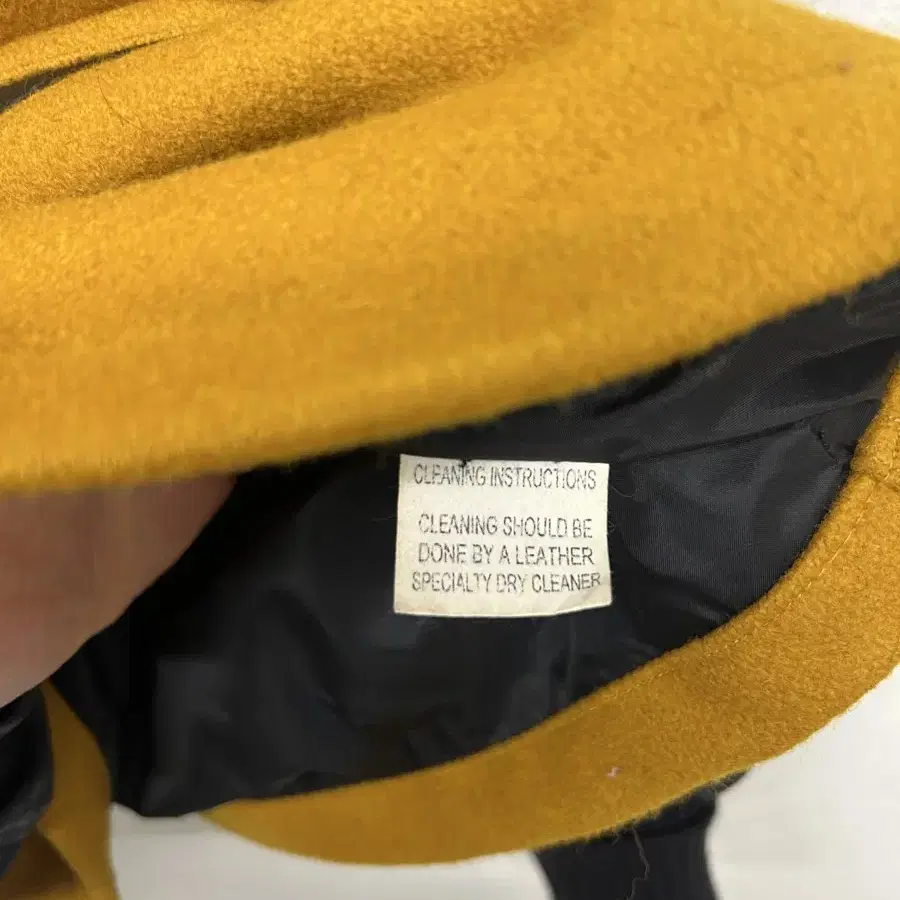 CLEANING INSTRUCTIONS
CLEANING SHOULD BE
DONE BY A LEATHER
SPECIALTY DRY CLEANER